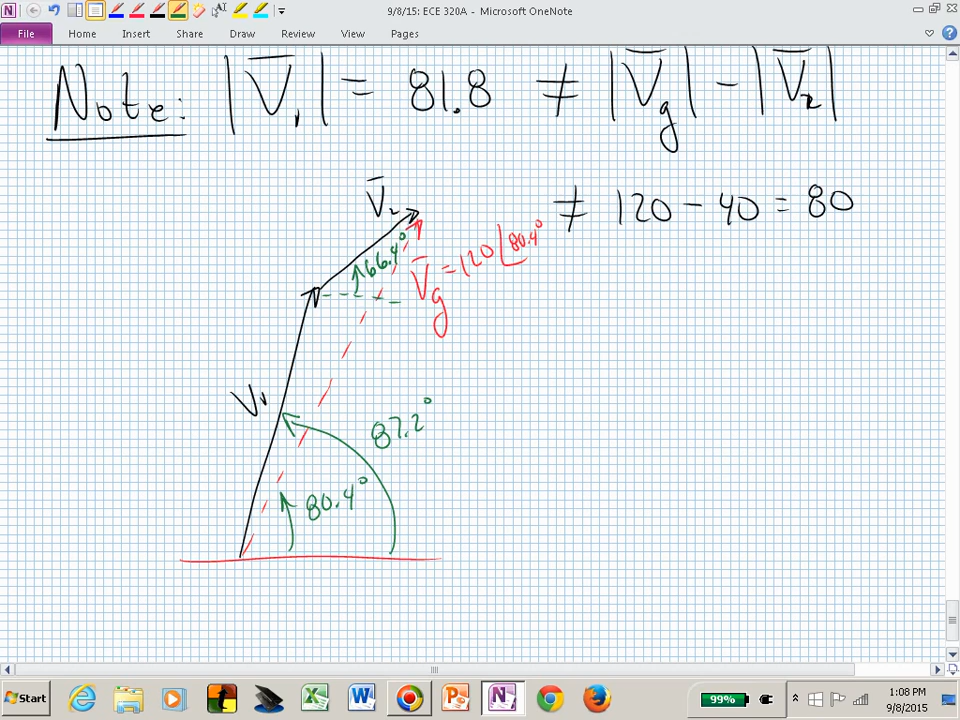 9/8/15: ECE 320A - Microsoft OneNote
File Home Insert Share Draw Review View Pages
Note: |V̅₁| = 81.8 ≠ |V̅g| - |V̅₂|
≠ 120 - 40 = 80
V̅₂
66.4°
V̅g = 120∠80.4°
V₁
87.2°
80.4°
Start
99%
1:08 PM
9/8/2015